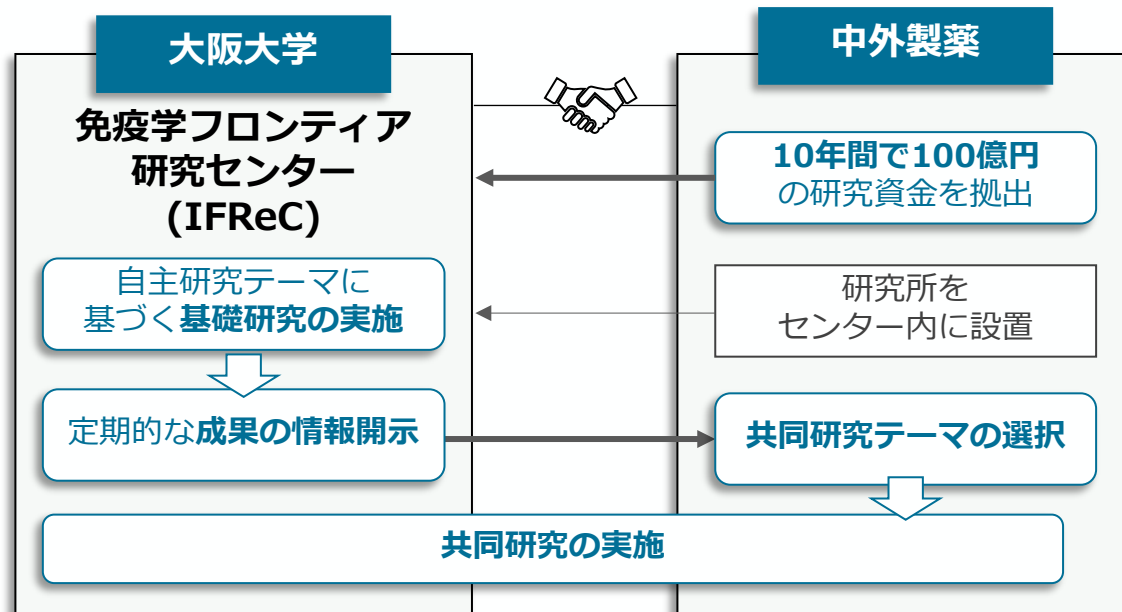 大阪大学
免疫学フロンティア
研究センター
(IFReC)
自主研究テーマに
基づく基礎研究の実施
定期的な成果の情報開示
中外製薬
10年間で100億円
の研究資金を拠出
研究所を
センター内に設置
共同研究テーマの選択
共同研究の実施